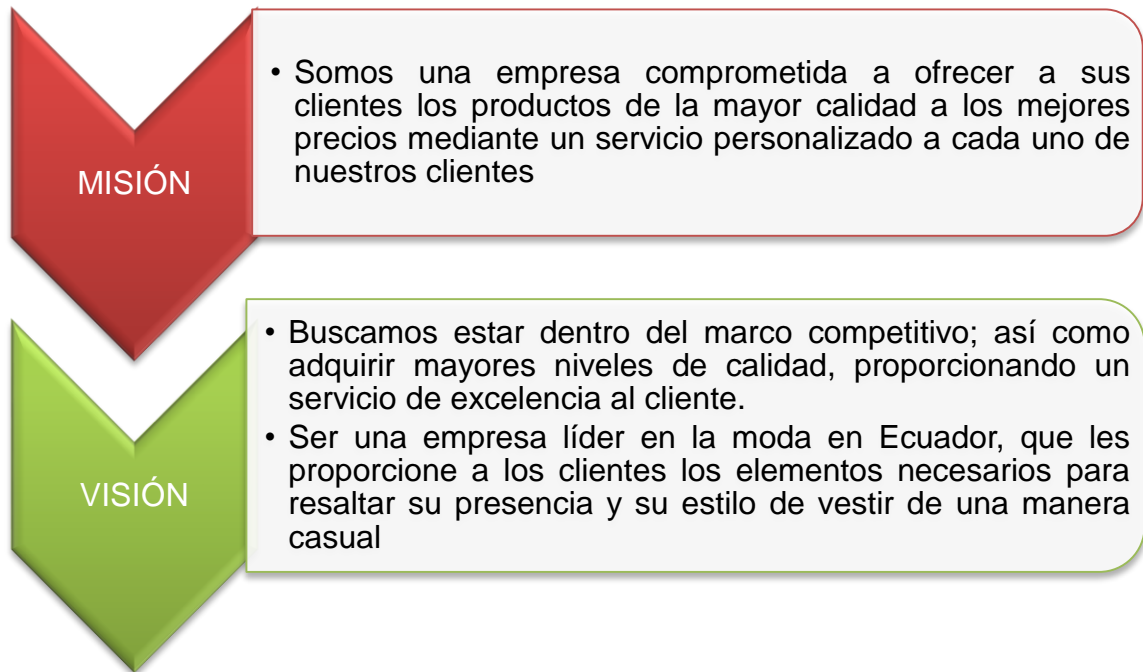 MISIÓN
• Somos una empresa comprometida a ofrecer a sus
clientes los productos de la mayor calidad a los mejores
precios mediante un servicio personalizado a cada uno de
nuestros clientes
VISIÓN
• Buscamos estar dentro del marco competitivo; así como
adquirir mayores niveles de calidad, proporcionando un
servicio de excelencia al cliente.
• Ser una empresa líder en la moda en Ecuador, que les
proporcione a los clientes los elementos necesarios para
resaltar su presencia y su estilo de vestir de una manera
casual